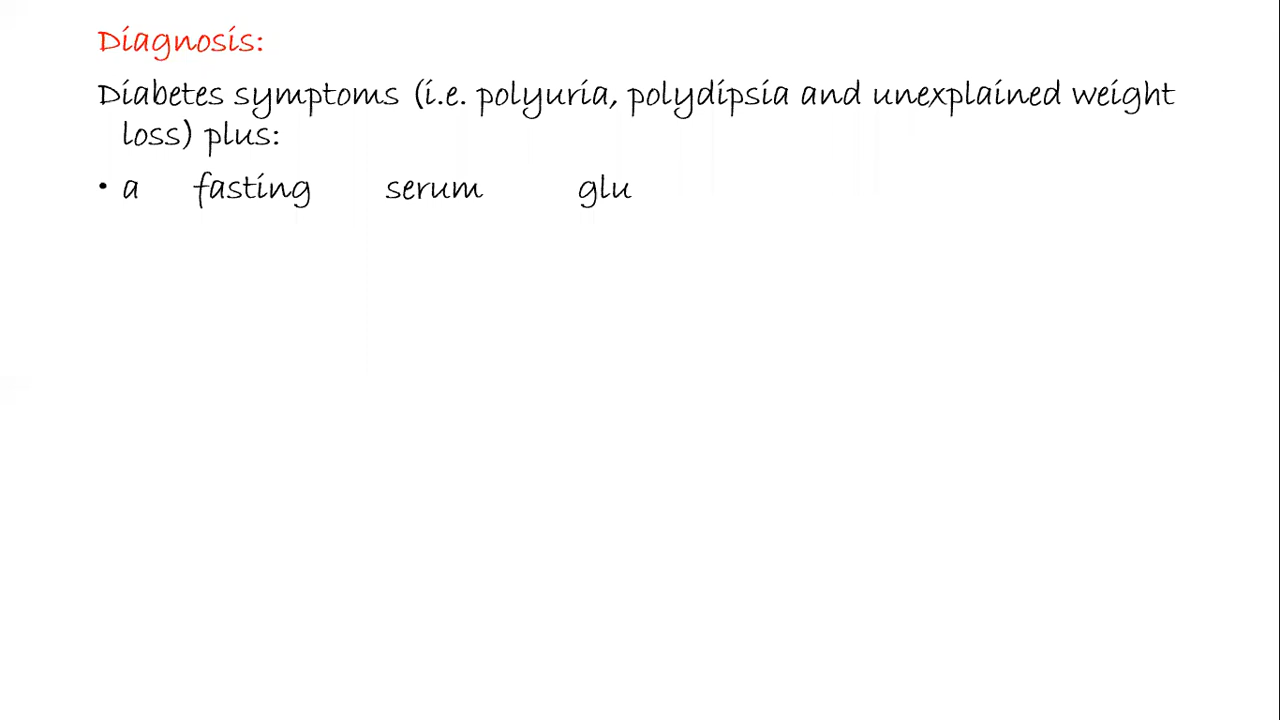 Diagnosis:
Diabetes symptoms (i.e. polyuria, polydipsia and unexplained weight
loss) plus:
• a fasting serum glu